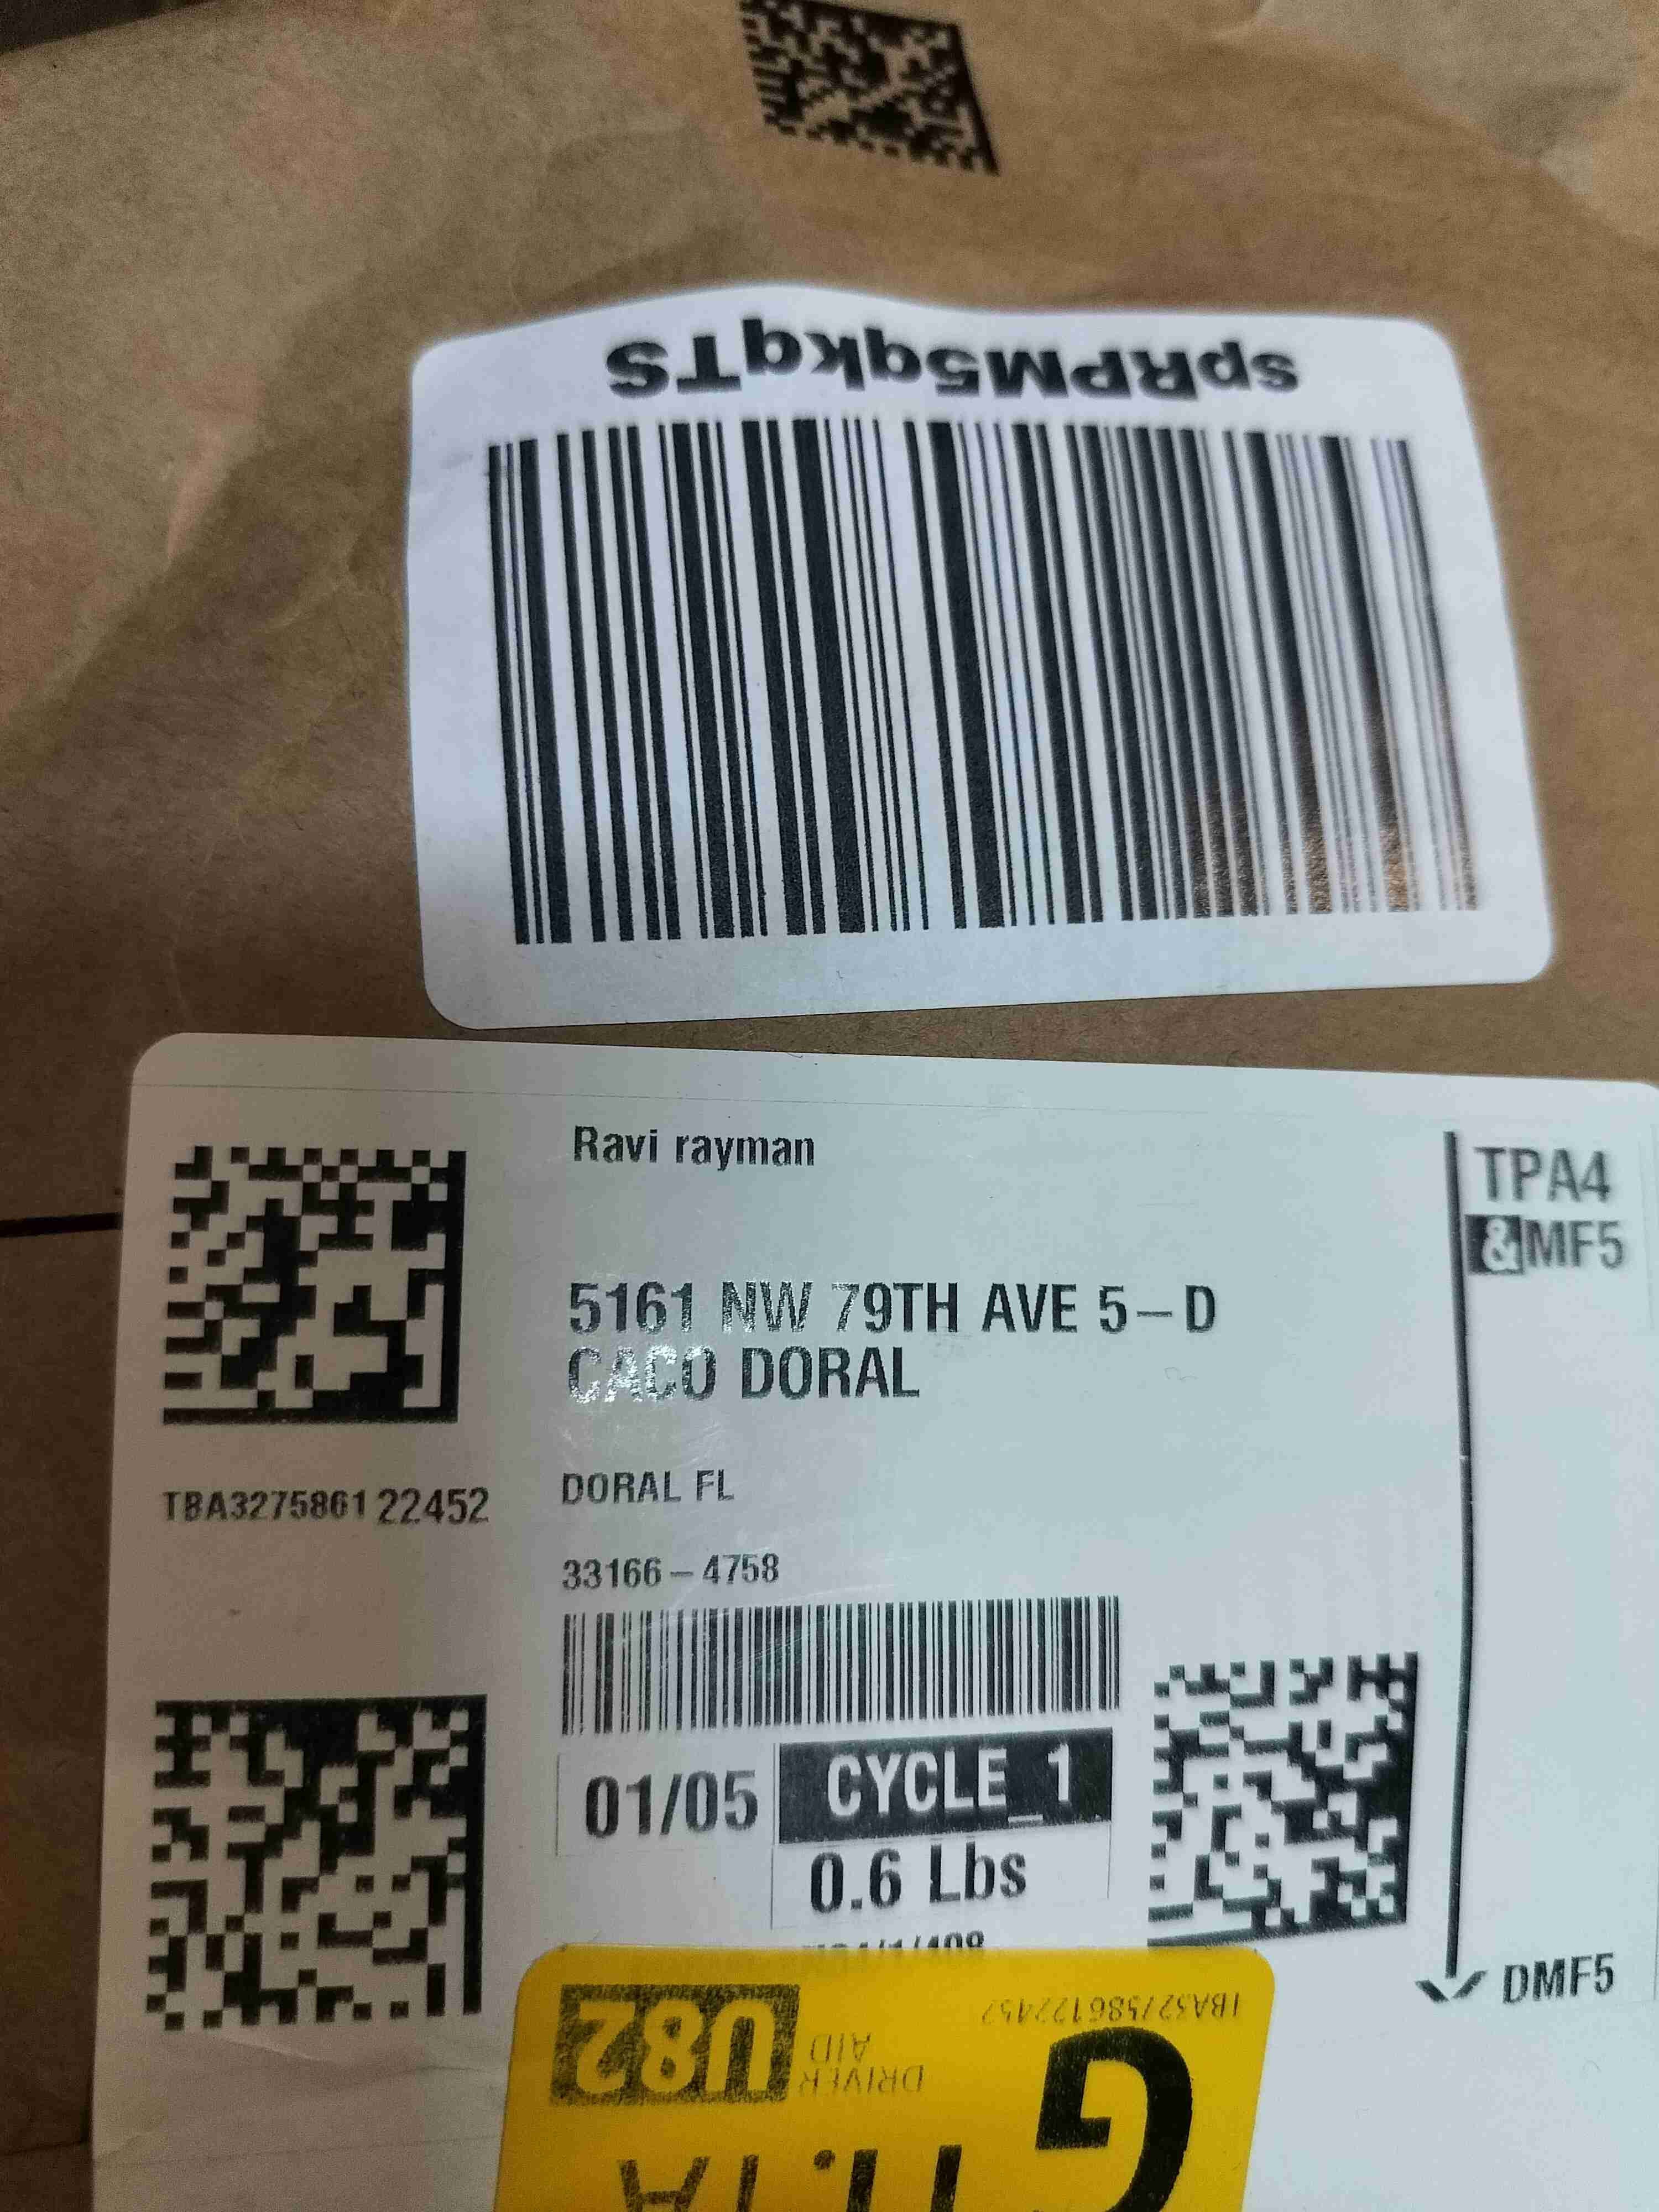 spRPM5qkqTS
Ravi rayman
TPA4
&MF5
5161 NW 79TH AVE 5-D
CACO DORAL
TBA327586122452
DORAL FL
33166-4758
01/05
CYCLE_1
0.6 Lbs
DMF5
TBA327586122452
DRIVER
AID
U82
G